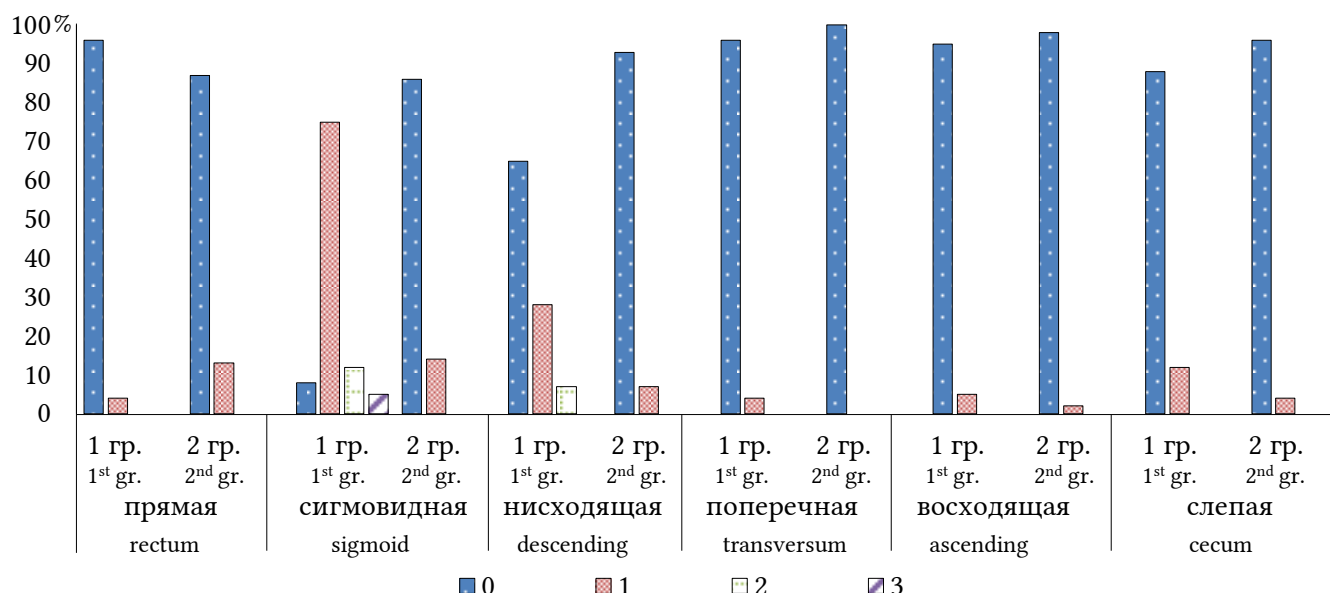 100%
90
80
70
60
50
40
30
20
10
0
1 гр. 2 гр. 1 гр. 2 гр. 1 гр. 2 гр. 1 гр. 2 гр. 1 гр. 2 гр. 1 гр. 2 гр.
1st gr. 2nd gr. 1st gr. 2nd gr. 1st gr. 2nd gr. 1st gr. 2nd gr. 1st gr. 2nd gr. 1st gr. 2nd gr.
прямая сигмовидная нисходящая поперечная восходящая слепая
rectum sigmoid descending transversum ascending cecum
0 1 2 3